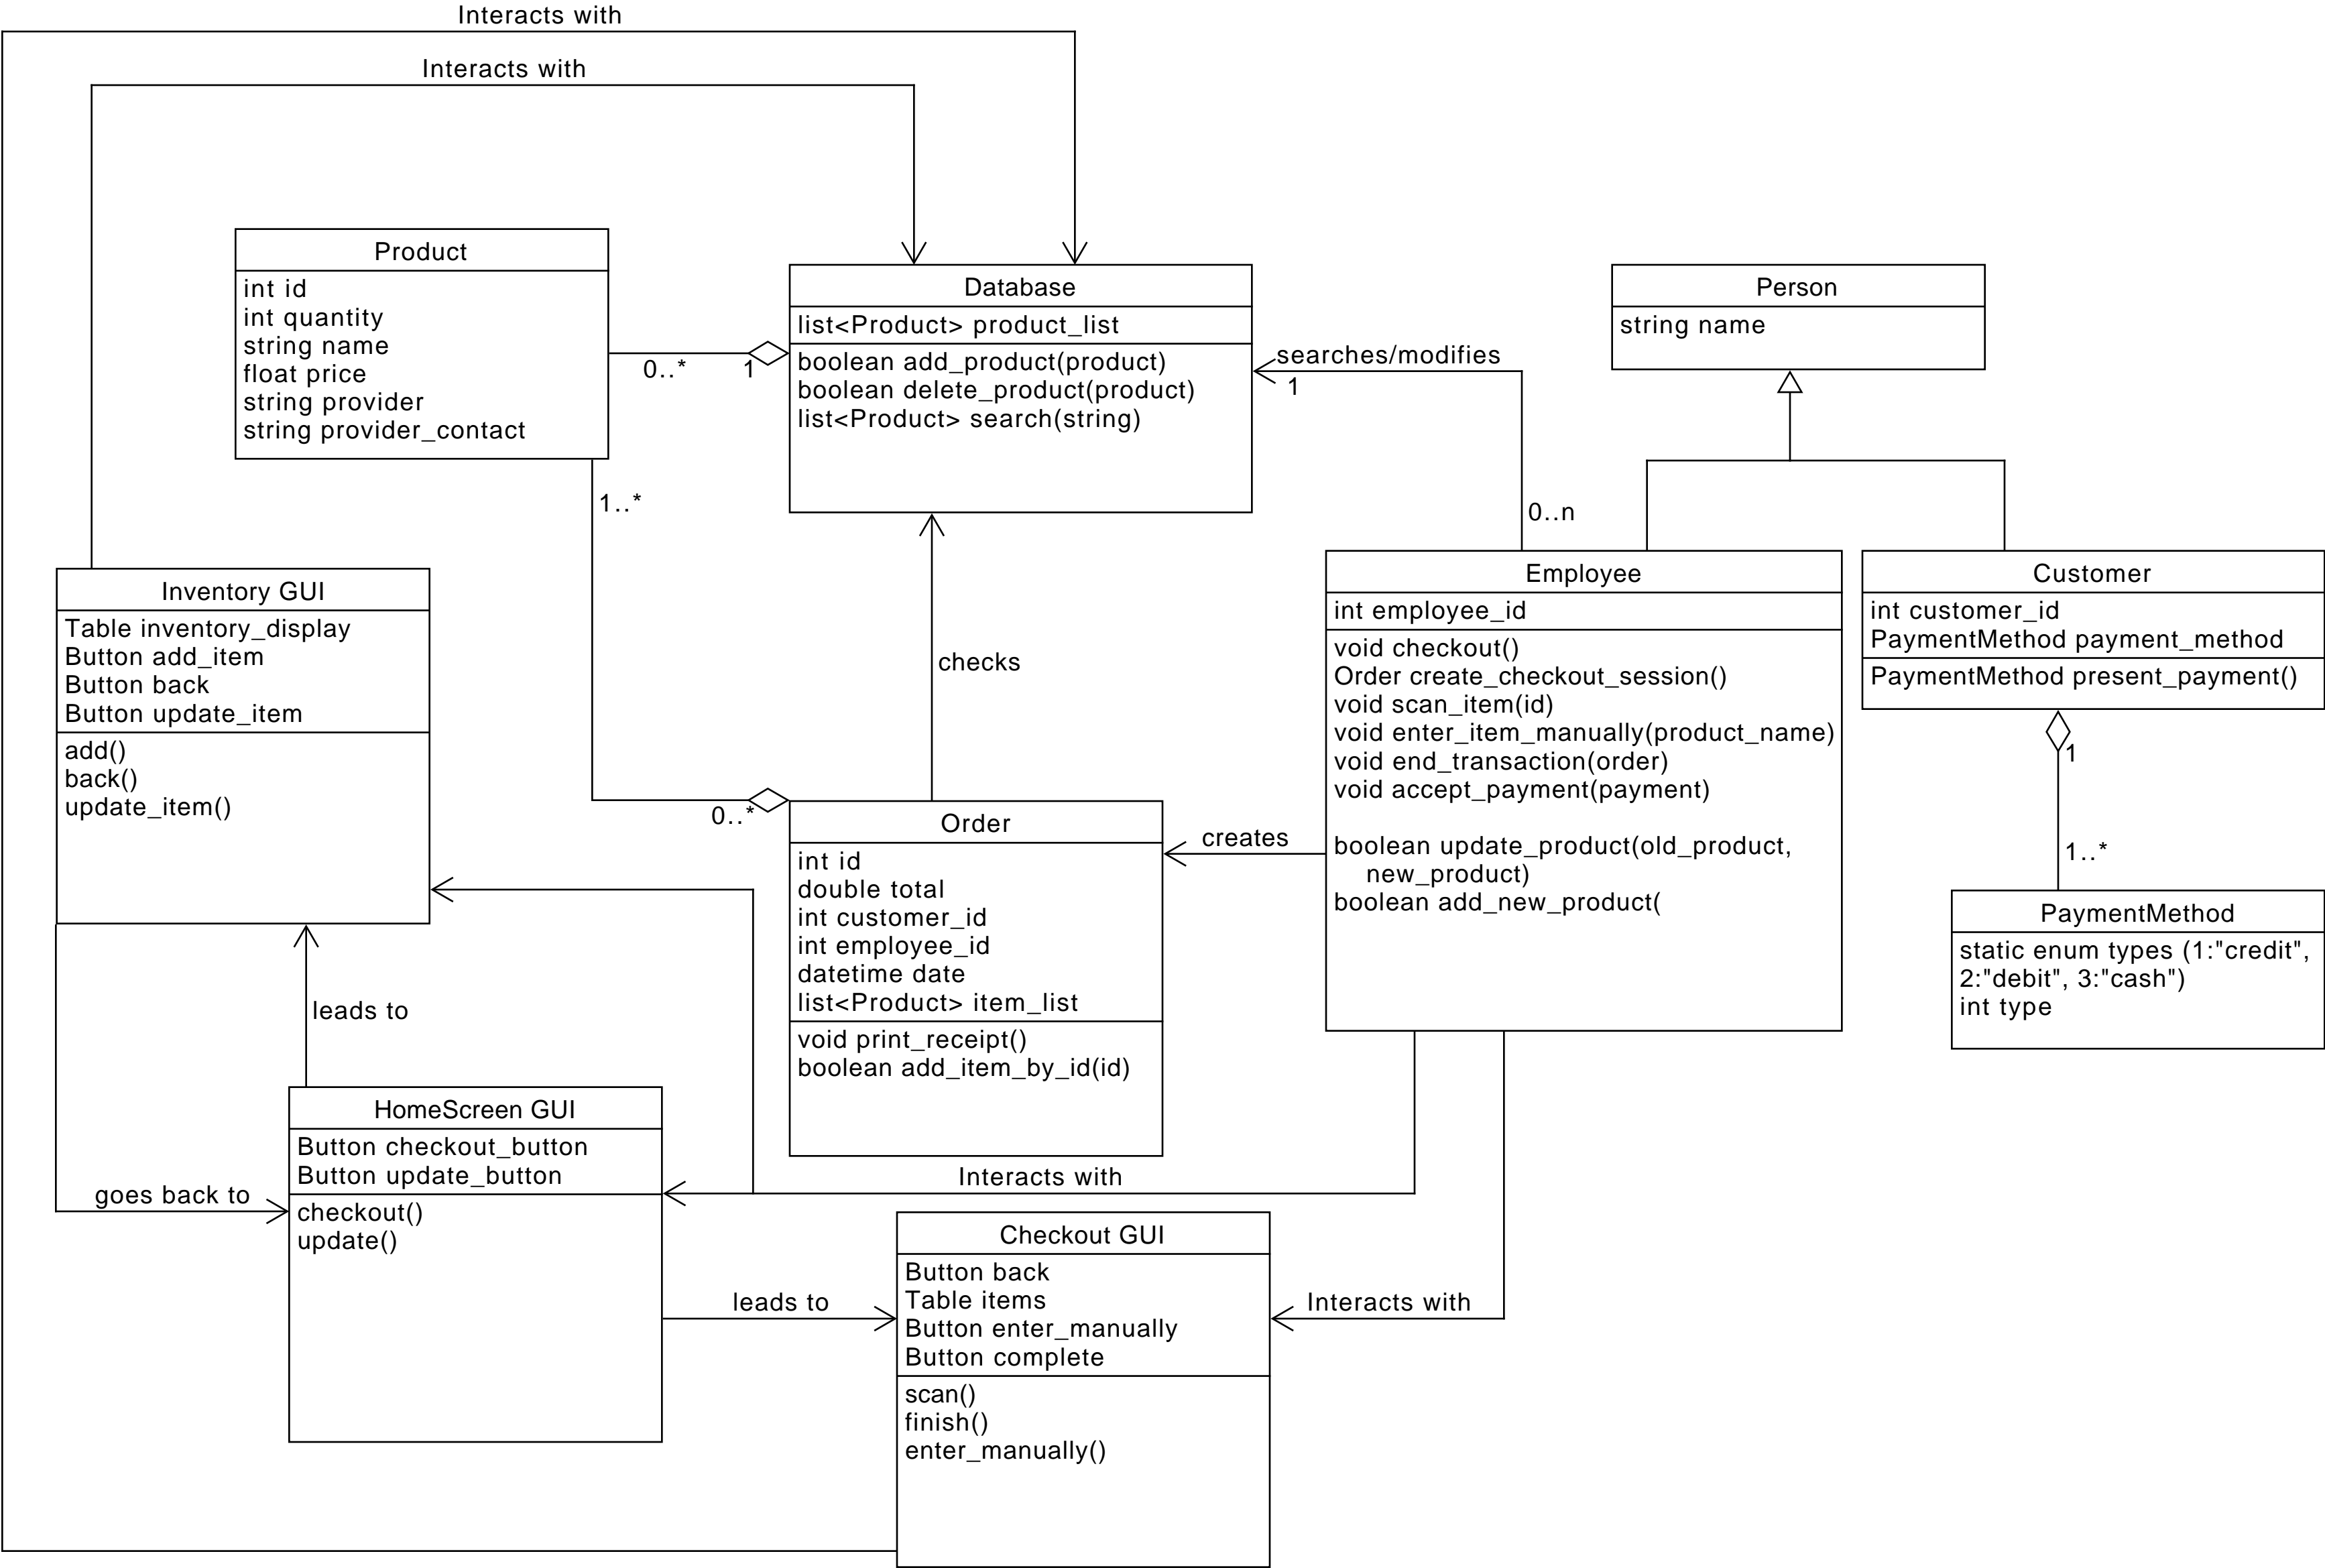 Interacts with
Interacts with
Product
int id
int quantity
string name
float price
string provider
string provider_contact
0..*
1
Database
list<Product> product_list
boolean add_product(product)
boolean delete_product(product)
list<Product> search(string)
searches/modifies
1
0..n
Person
string name
1..*
Inventory GUI
Table inventory_display
Button add_item
Button back
Button update_item
add()
back()
update_item()
checks
Employee
int employee_id
void checkout()
Order create_checkout_session()
void scan_item(id)
void enter_item_manually(product_name)
void end_transaction(order)
void accept_payment(payment)
boolean update_product(old_product,
new_product)
boolean add_new_product(
Customer
int customer_id
PaymentMethod payment_method
PaymentMethod present_payment()
1
1..*
0..*
Order
int id
double total
int customer_id
int employee_id
datetime date
list<Product> item_list
void print_receipt()
boolean add_item_by_id(id)
creates
PaymentMethod
static enum types (1:"credit",
2:"debit", 3:"cash")
int type
leads to
HomeScreen GUI
Button checkout_button
Button update_button
checkout()
update()
goes back to
Interacts with
leads to
Checkout GUI
Button back
Table items
Button enter_manually
Button complete
scan()
finish()
enter_manually()
Interacts with